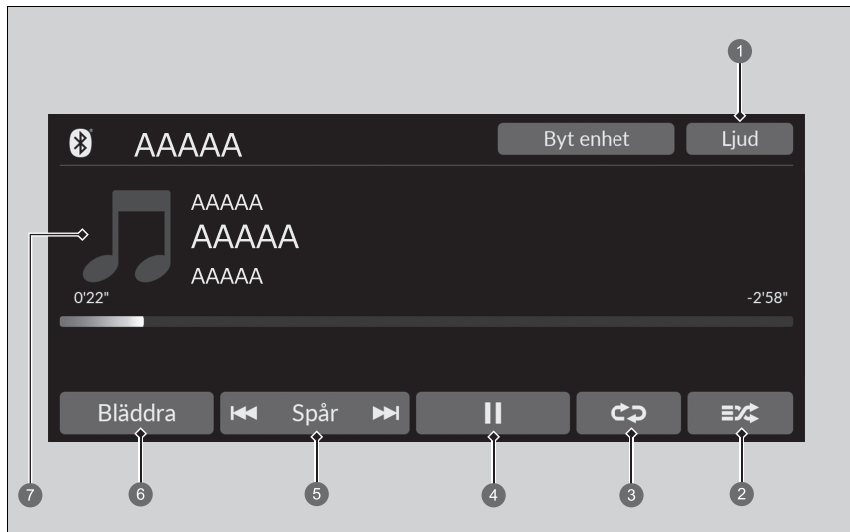 1
AAAAA
Byt enhet
Ljud
AAAAA
AAAAA
7
AAAAA
0'22"
-2'58"
Bläddra
Spår
6
5
4
3
2